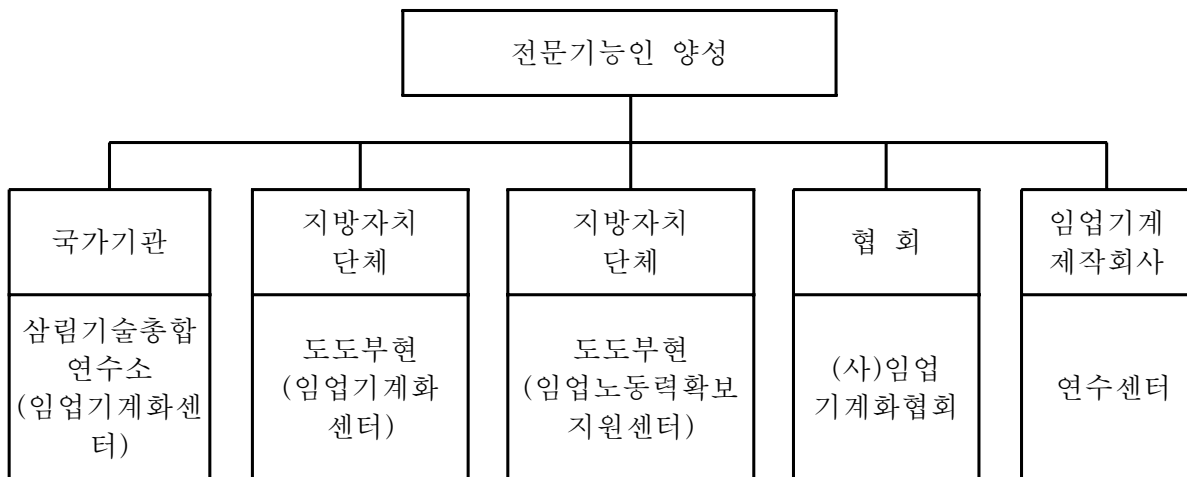 전문기능인 양성
국가기관
지방자치
단체
지방자치
단체
협 회
임업기계
제작회사
삼림기술총합
연수소
(임업기계화센
터)
도도부현
(임업기계화
센터)
도도부현
(임업노동력확보
지원센터)
(사)임업
기계화협회
연수센터